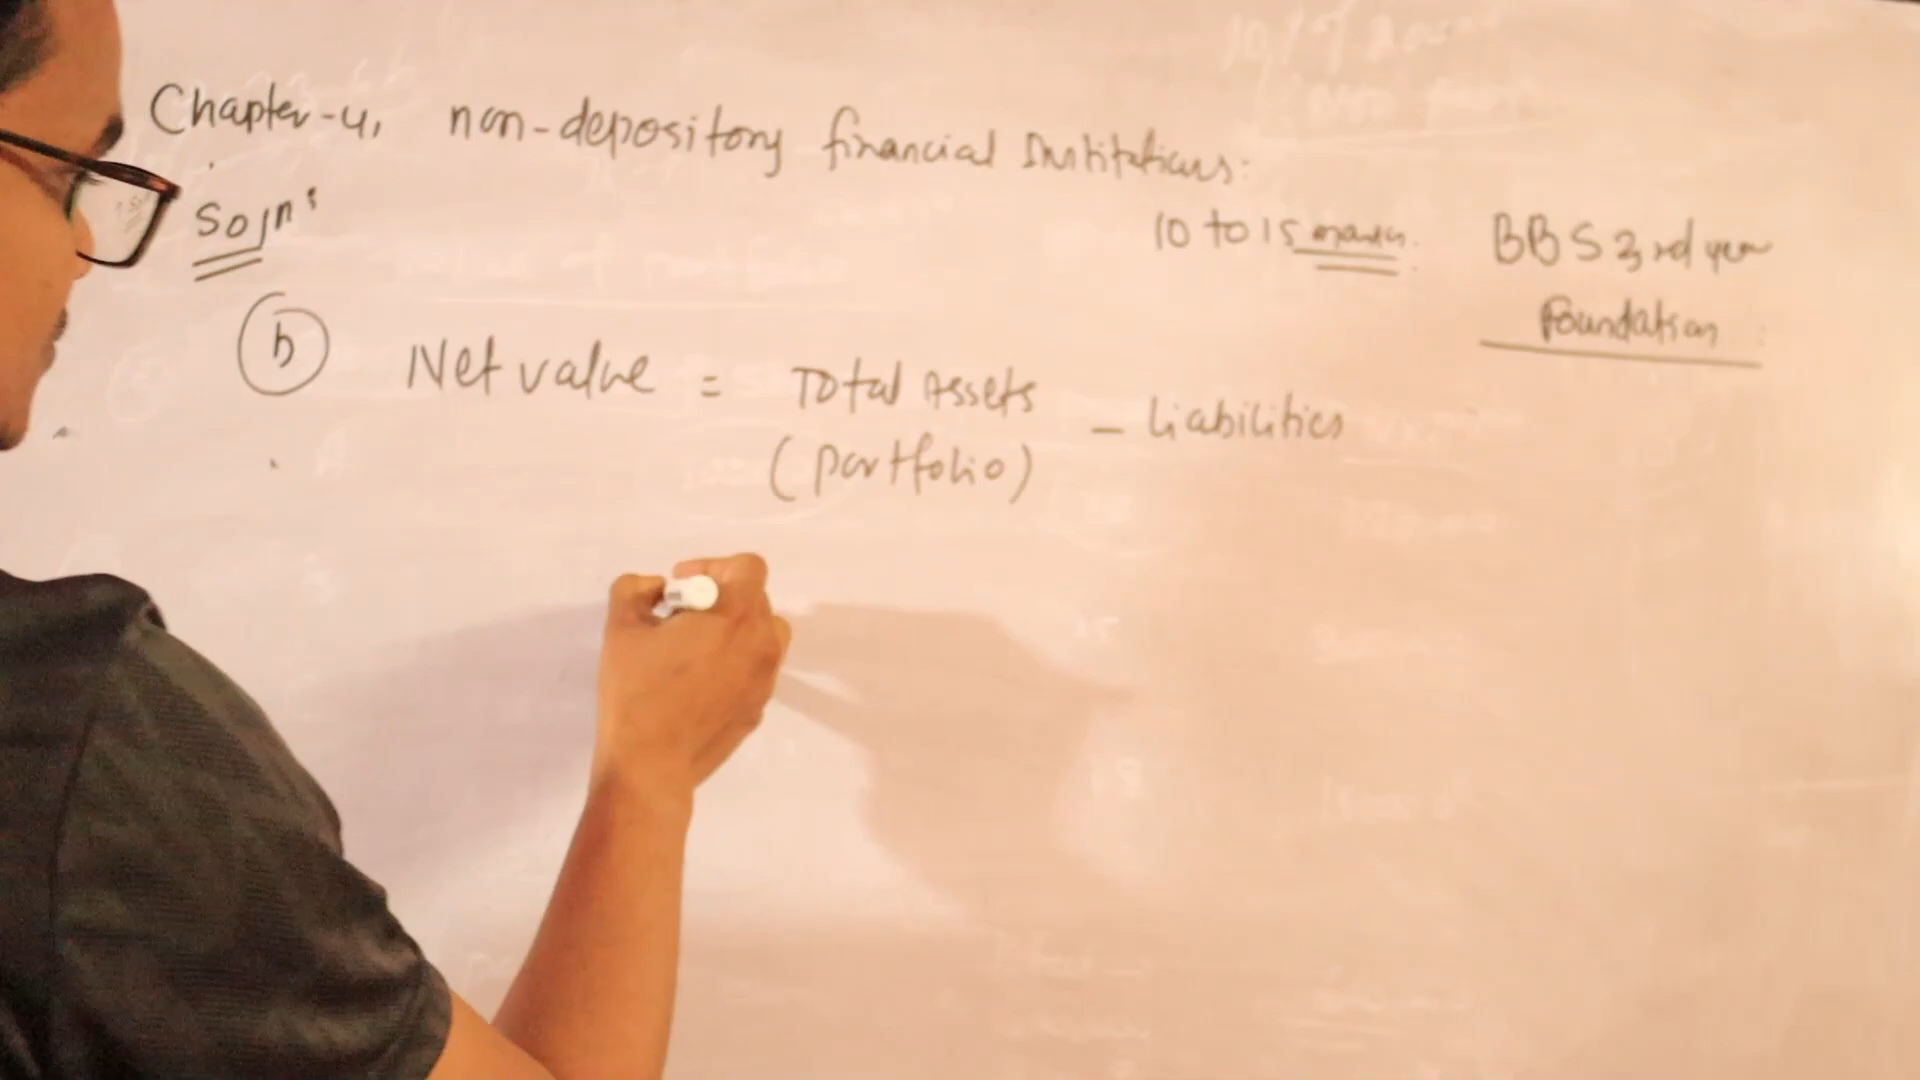 Chapter-4, non-depository financial Institutions:
Soln:
10 to 15 marks. BBS 3rd year
Foundation
(b) Net value = Total Assets - Liabilities
(portfolio)